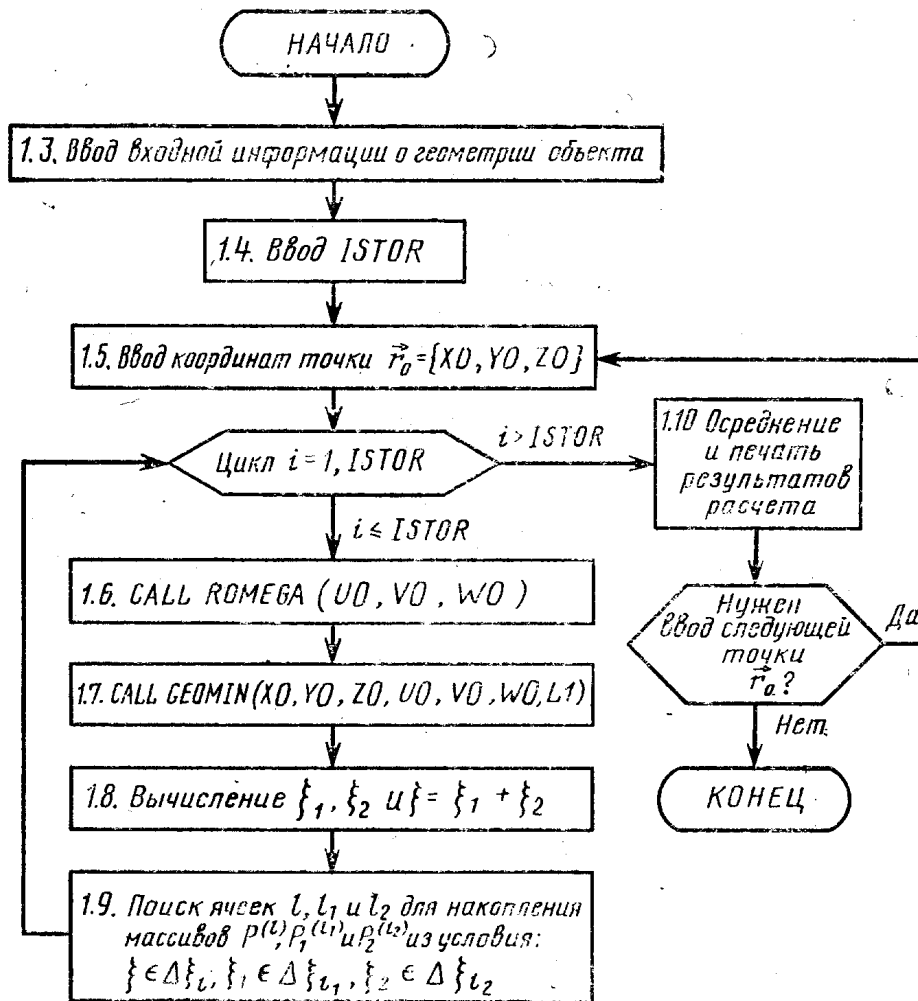 НАЧАЛО
1.3. Ввод входной информации о геометрии объекта
1.4. Ввод ISTOR
1.5. Ввод координат точки r⃗₀={X0, Y0, Z0}
Цикл i=1, ISTOR
i>ISTOR
i ≤ ISTOR
1.6. CALL ROMEGA (U0, V0, W0)
1.7. CALL GEOMIN(X0, Y0, Z0, U0, V0, W0, L1)
1.8. Вычисление ξ₁, ξ₂ и ξ = ξ₁ + ξ₂
1.9. Поиск ячеек l, l₁ и l₂ для накопления
массивов P⁽ˡ⁾, P₁⁽ˡ₁⁾ и P₂⁽ˡ₂⁾ из условия:
ξ ∈ Δξ_l, ξ₁ ∈ Δξ_l₁, ξ₂ ∈ Δξ_l₂
1.10 Осреднение
и печать
результатов
расчета
Нужен
ввод следующей
точки
r⃗₀?
Да
Нет
КОНЕЦ